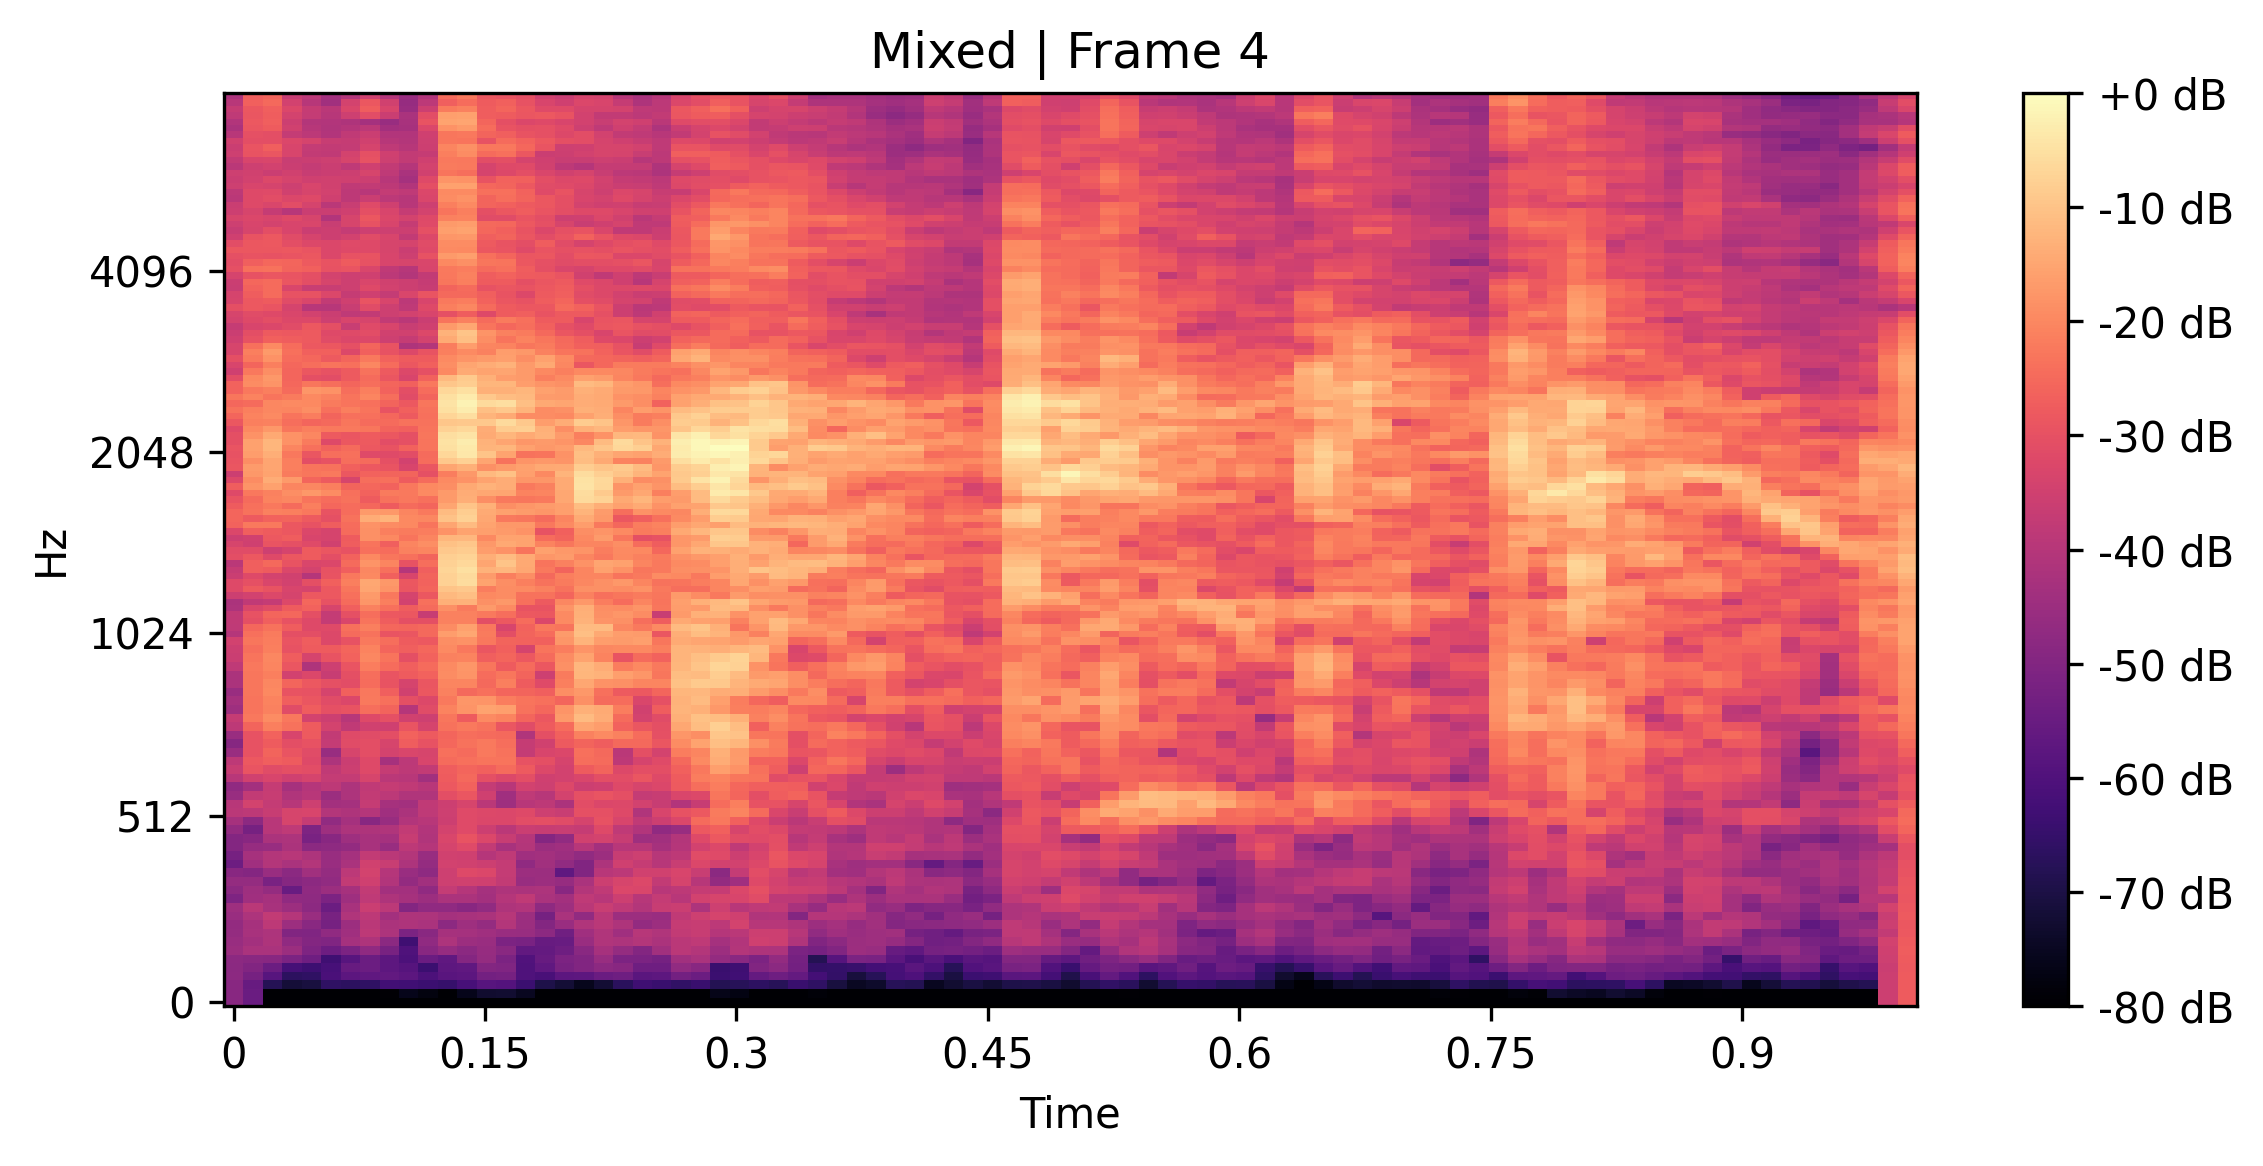 Mixed | Frame 4
+0 dB
-10 dB
-20 dB
-30 dB
-40 dB
-50 dB
-60 dB
-70 dB
-80 dB
4096
2048
1024
512
0
Hz
0 0.15 0.3 0.45 0.6 0.75 0.9
Time